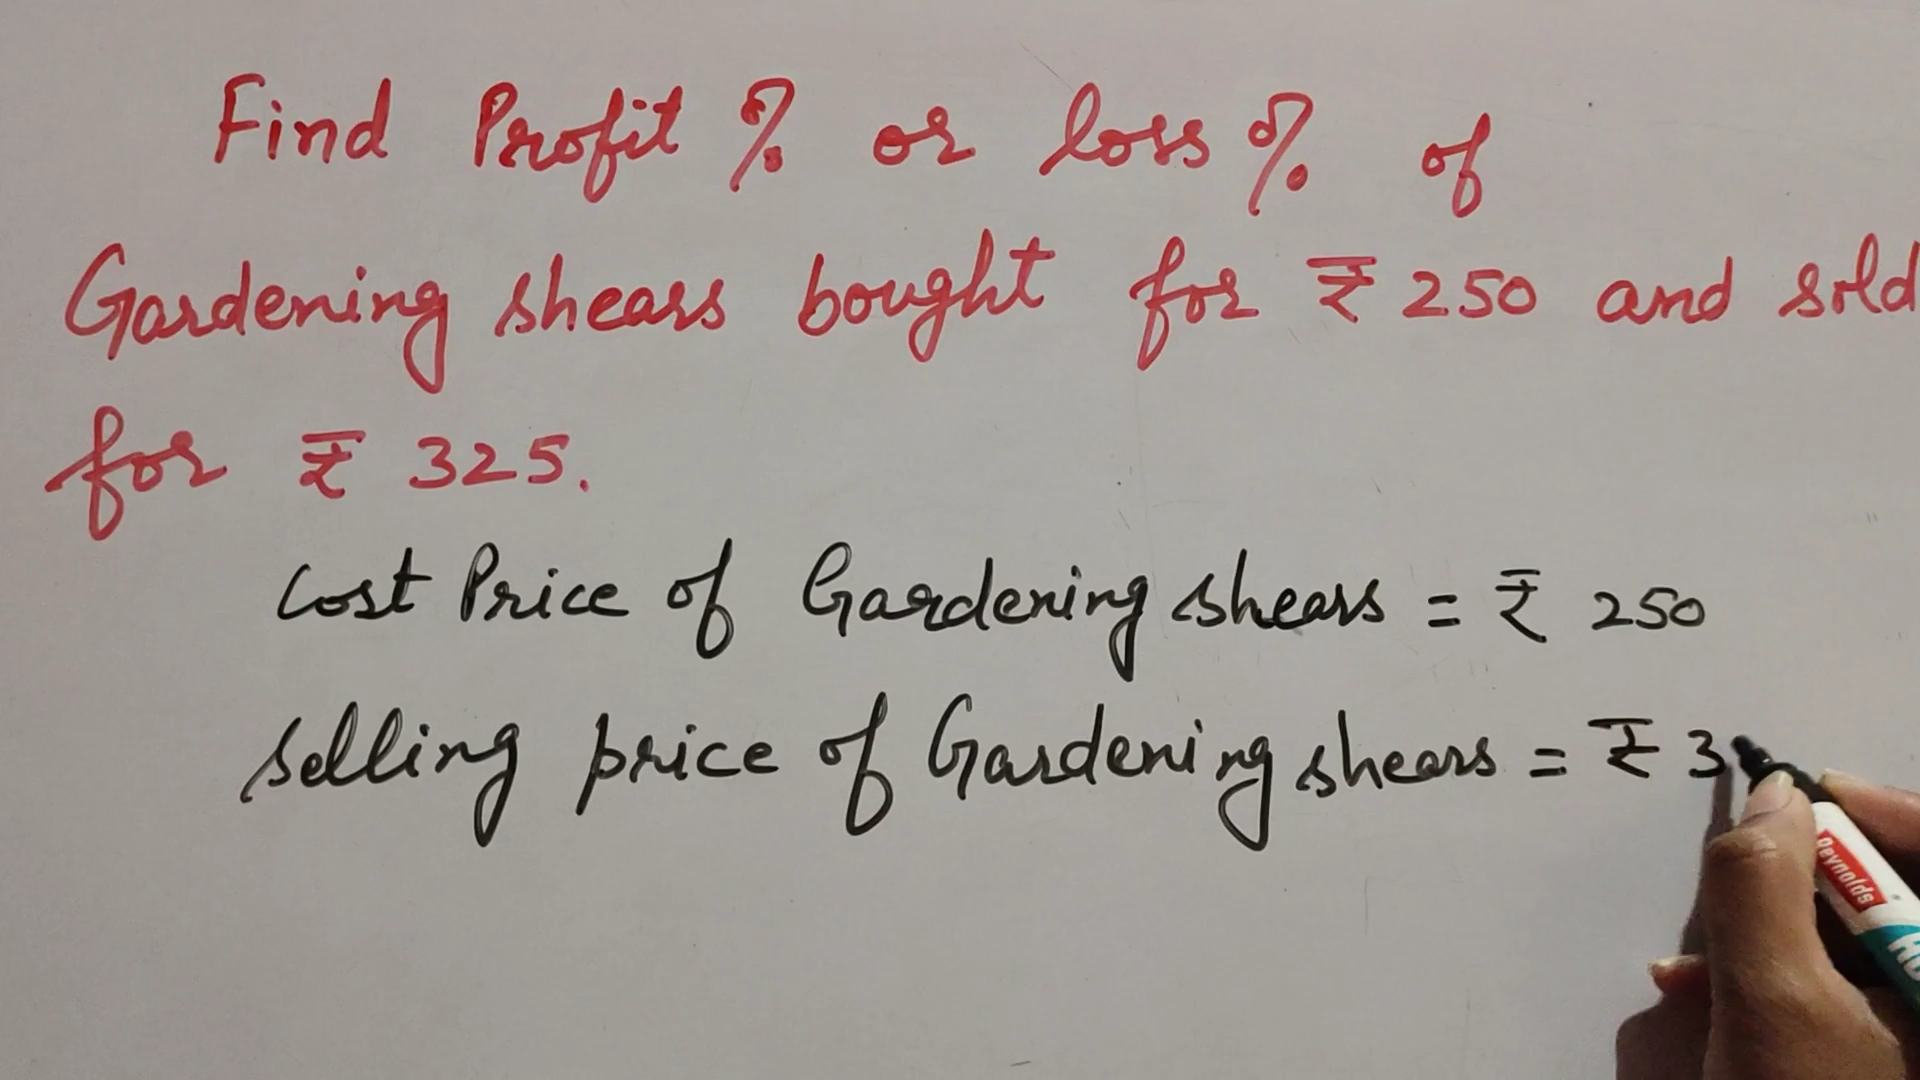 Find Profit % or loss % of
Gardening shears bought for ₹ 250 and sold
for ₹ 325.
Cost Price of Gardening shears = ₹ 250
Selling price of Gardening shears = ₹ 3
Reynolds